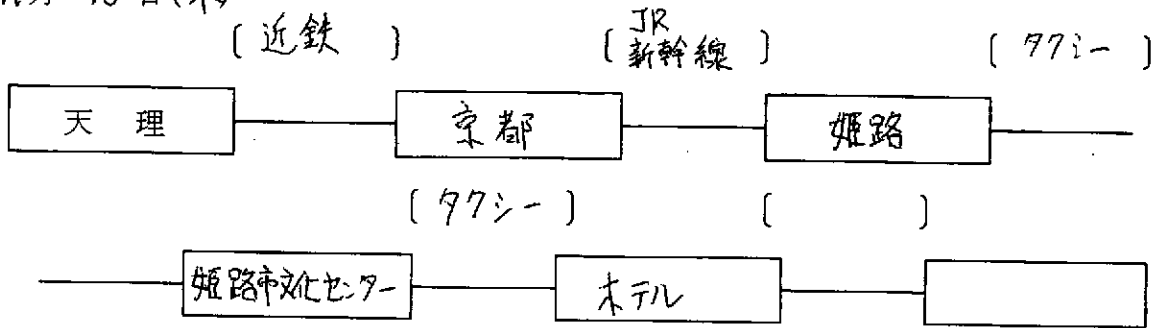 〔 近鉄 〕 〔 JR 新幹線 〕 〔 タクシー 〕
天 理 京都 姫路
〔 タクシー 〕 〔 〕
姫路市文化センター ホテル